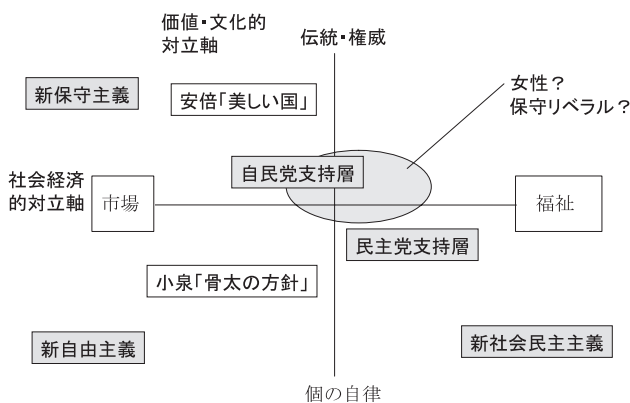 価値・文化的
対立軸
伝統・権威
新保守主義
安倍「美しい国」
女性？
保守リベラル？
自民党支持層
社会経済
的対立軸
市場
福祉
民主党支持層
小泉「骨太の方針」
新自由主義
新社会民主主義
個の自律